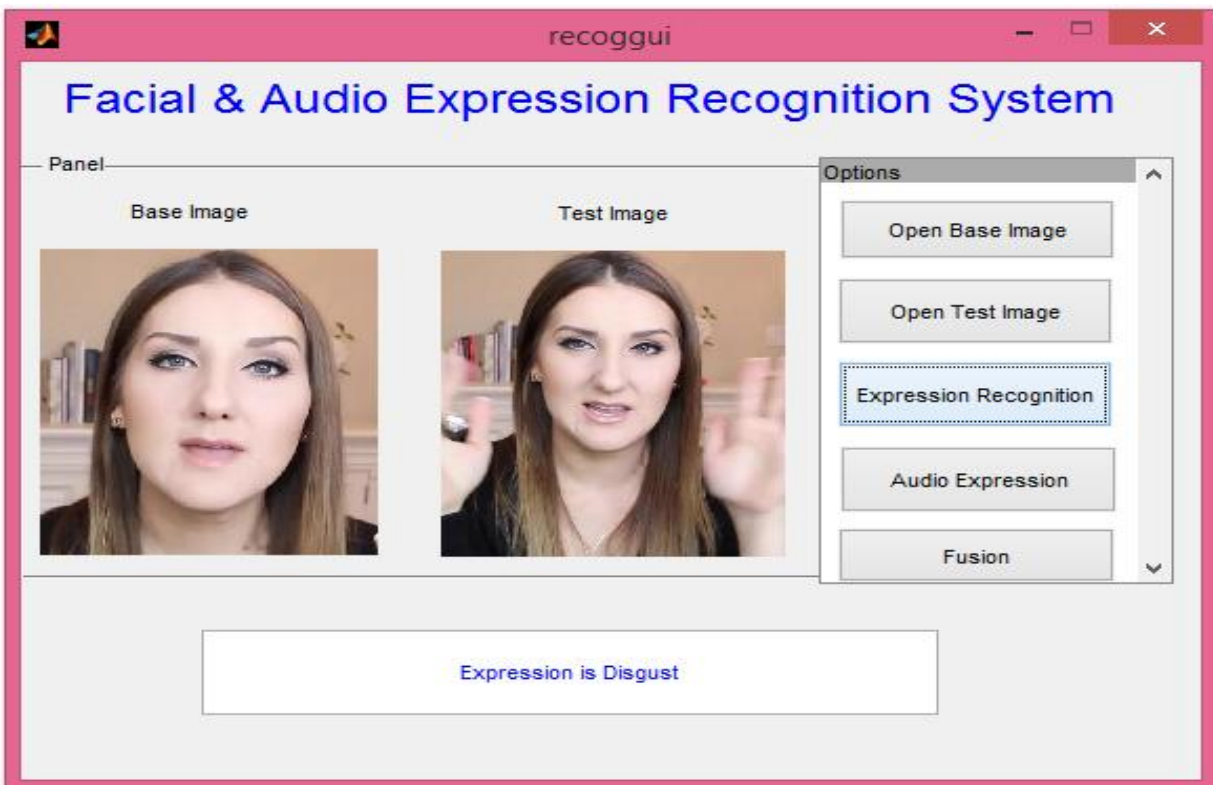 recoggui
Facial & Audio Expression Recognition System
Panel
Base Image
Test Image
Options
Open Base Image
Open Test Image
Expression Recognition
Audio Expression
Fusion
Expression is Disgust